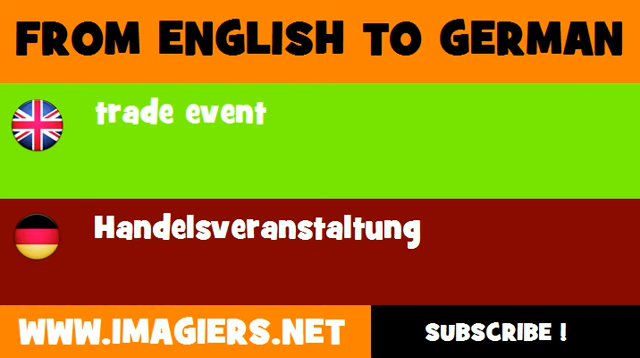 FROM ENGLISH TO GERMAN
trade event
Handelsveranstaltung
WWW.IMAGIERS.NET
SUBSCRIBE !